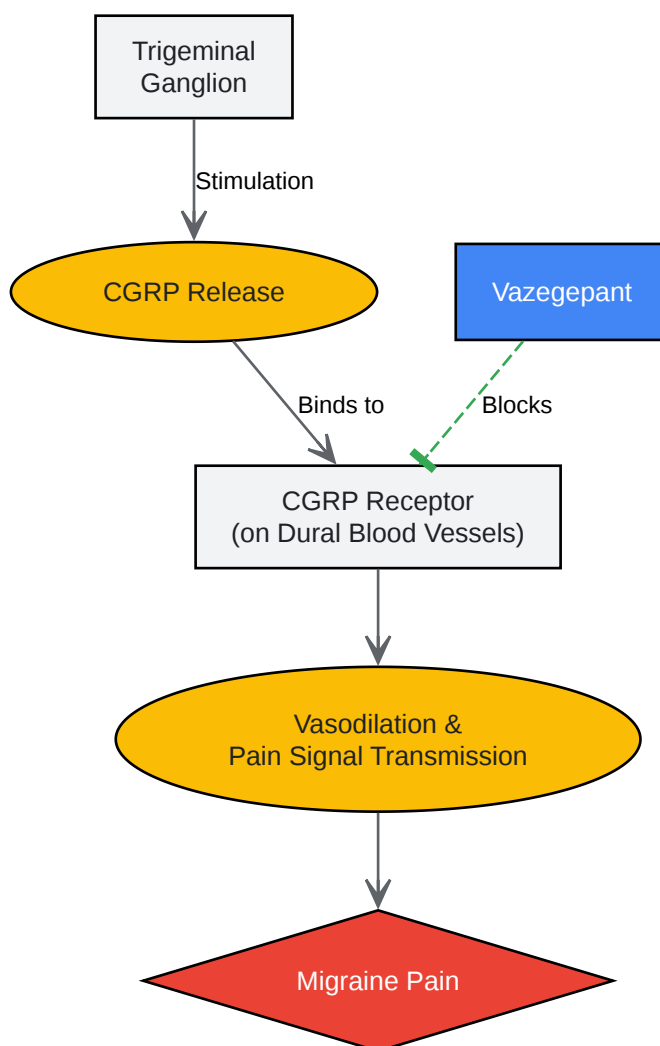 Trigeminal
Ganglion
Stimulation
CGRP Release
Vazegepant
Binds to
Blocks
CGRP Receptor
(on Dural Blood Vessels)
Vasodilation &
Pain Signal Transmission
Migraine Pain